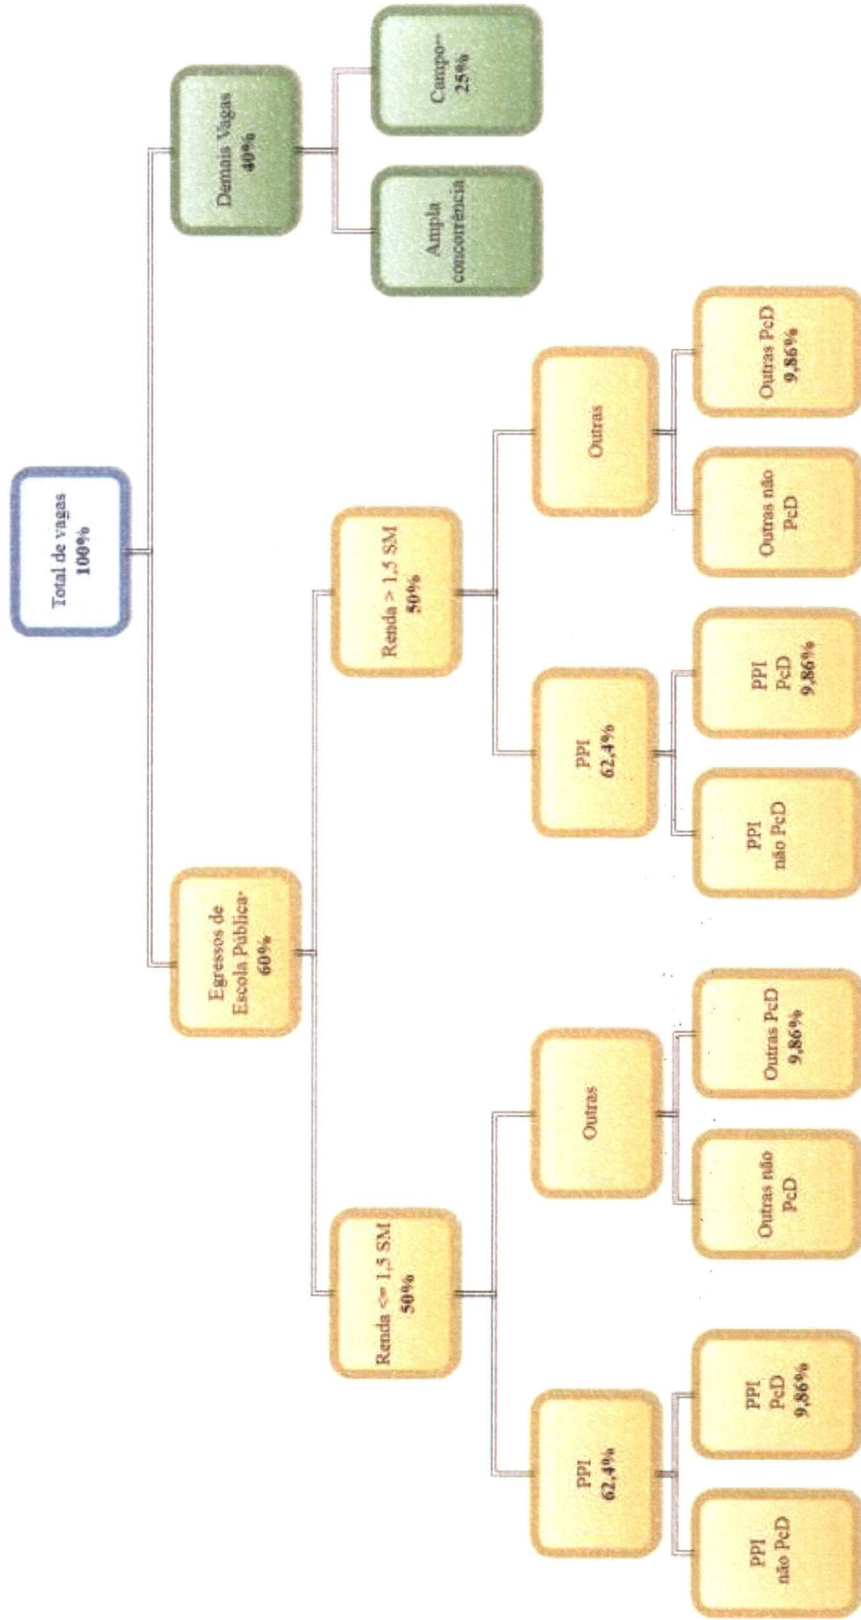 Total de vagas
100%
Egressos de
Escola Pública*
60%
Demais Vagas
40%
Renda <= 1,5 SM
50%
Renda > 1,5 SM
50%
Ampla
concorrência
Campo**
25%
PPI
62,4%
Outras
PPI
62,4%
Outras
PPI
não PcD
PPI
PcD
9,86%
Outras não
PcD
Outras PcD
9,86%
PPI
não PcD
PPI
PcD
9,86%
Outras não
PcD
Outras PcD
9,86%